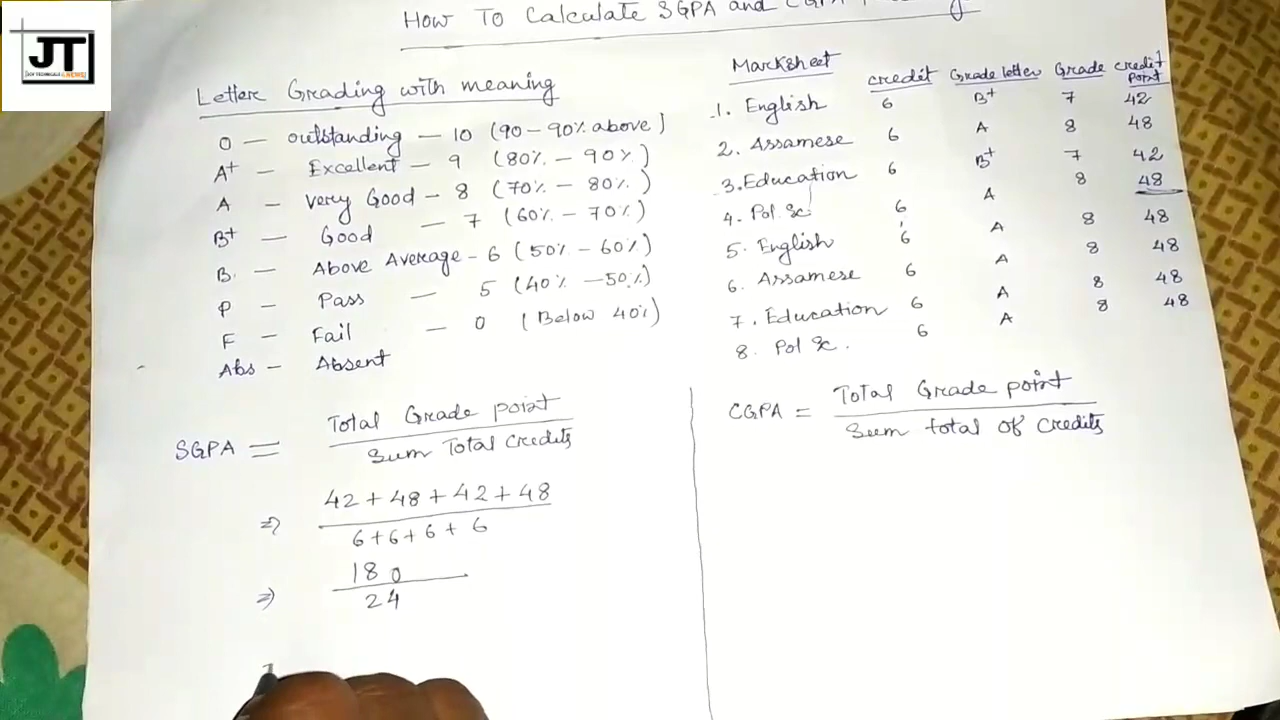 JT
How To Calculate SGPA and CGPA
Letter Grading with meaning
O — outstanding — 10 (90 – 90% above)
A+ — Excellent — 9 (80% – 90%)
A — very Good – 8 (70% – 80%)
B+ — Good — 7 (60% – 70%)
B. — Above Average – 6 (50% – 60%)
P — Pass — 5 (40% – 50%)
F — Fail — 0 (Below 40%)
Abs – Absent
Marksheet credit Grade letter Grade credit point
1. English 6 B+ 7 42
2. Assamese 6 A 8 48
3. Education 6 B+ 7 42
4. Pol. Sc. 6 A 8 48
5. English 6 A 8 48
6. Assamese 6 A 8 48
7. Education 6 A 8 48
8. Pol Sc. 6 A 8 48
SGPA = Total Grade point
Sum Total Credits
⇒ 42 + 48 + 42 + 48
6+6+6+6
⇒ 180
24
CGPA = Total Grade point
Sum total of Credits